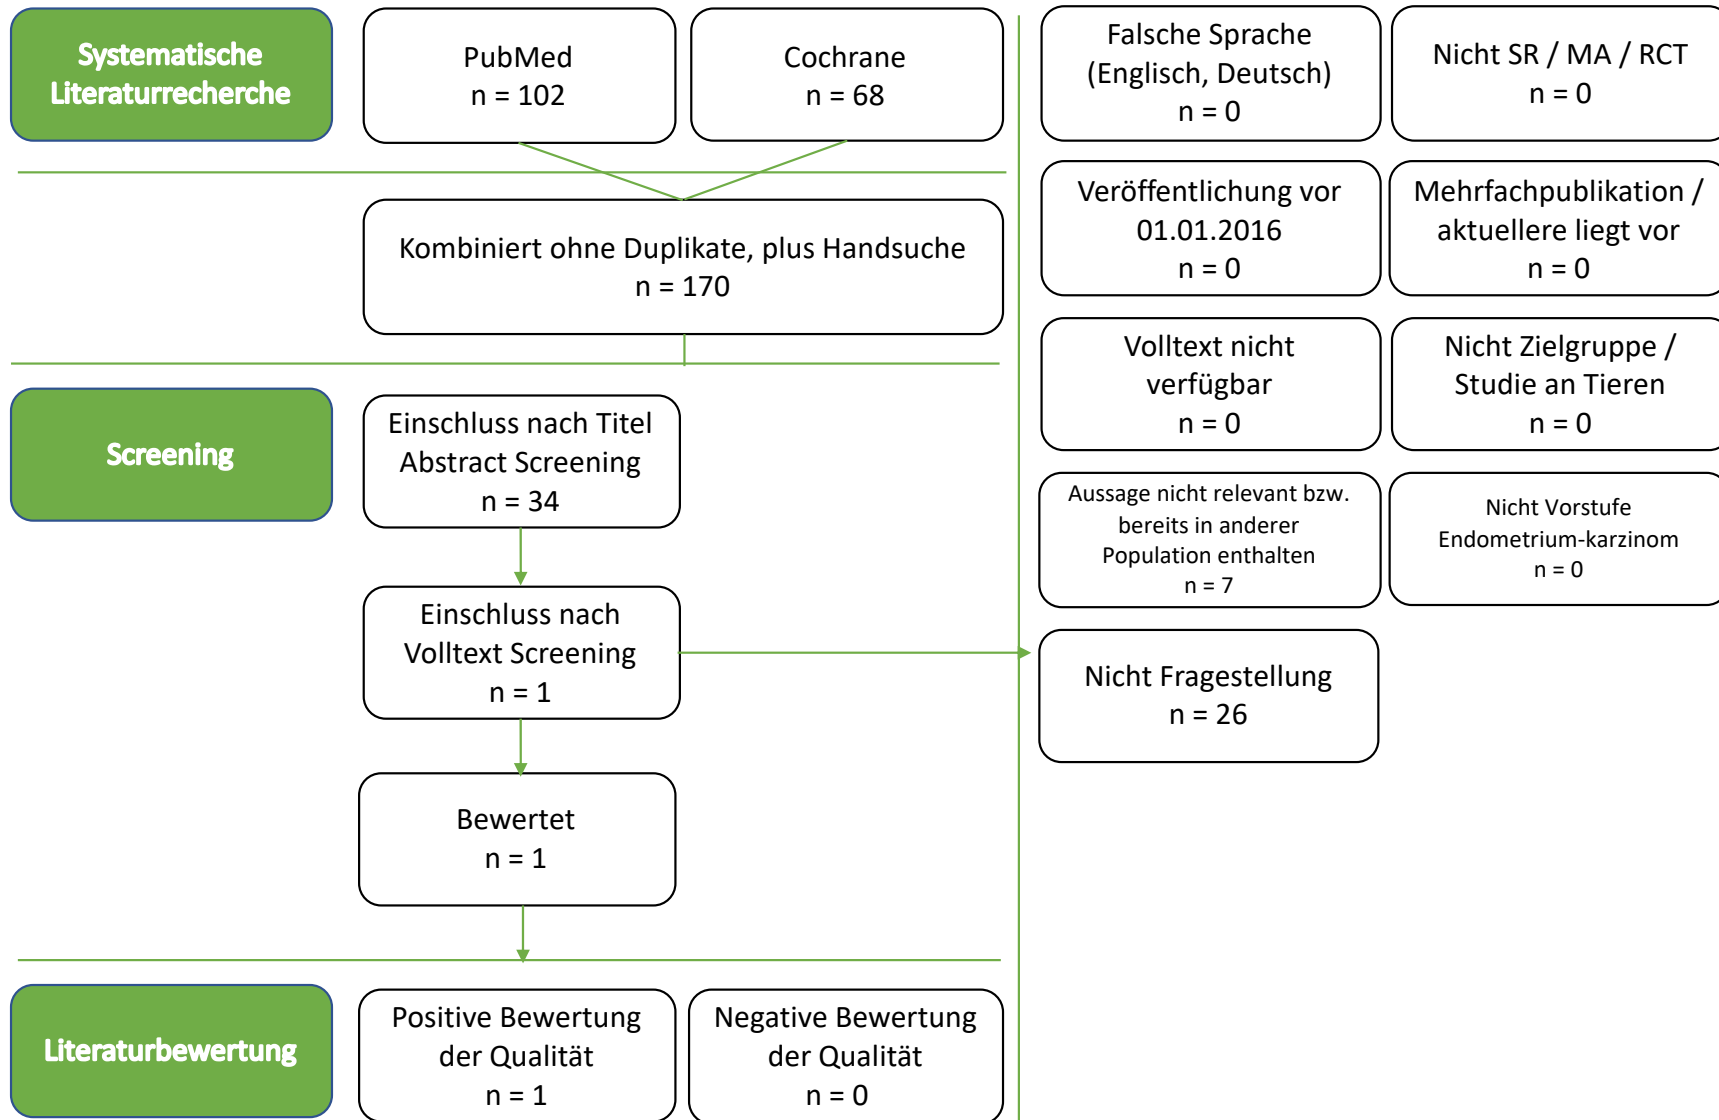 Systematische
Literaturrecherche
PubMed
n = 102
Cochrane
n = 68
Kombiniert ohne Duplikate, plus Handsuche
n = 170
Screening
Einschluss nach Titel
Abstract Screening
n = 34
Einschluss nach
Volltext Screening
n = 1
Bewertet
n = 1
Literaturbewertung
Positive Bewertung
der Qualität
n = 1
Negative Bewertung
der Qualität
n = 0
Falsche Sprache
(Englisch, Deutsch)
n = 0
Nicht SR / MA / RCT
n = 0
Veröffentlichung vor
01.01.2016
n = 0
Mehrfachpublikation /
aktuellere liegt vor
n = 0
Volltext nicht
verfügbar
n = 0
Nicht Zielgruppe /
Studie an Tieren
n = 0
Aussage nicht relevant bzw.
bereits in anderer
Population enthalten
n = 7
Nicht Vorstufe
Endometrium-karzinom
n = 0
Nicht Fragestellung
n = 26